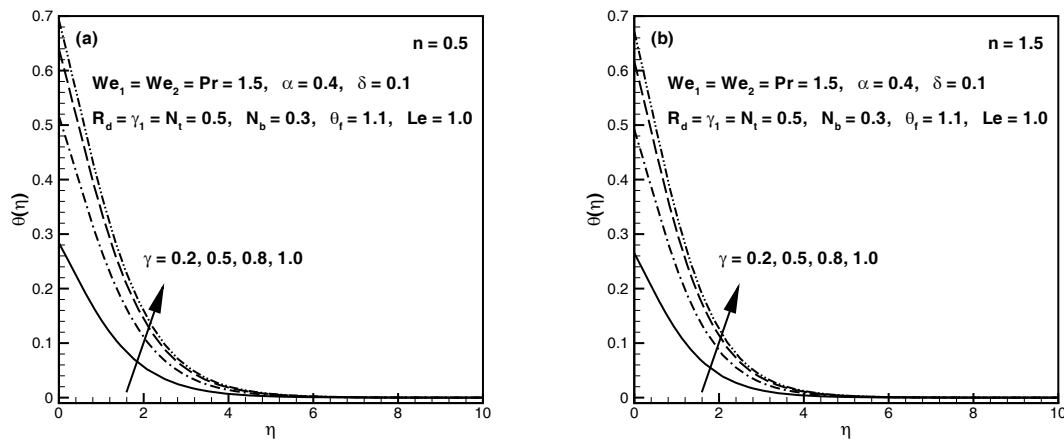 (a)
n = 0.5
We₁ = We₂ = Pr = 1.5, α = 0.4, δ = 0.1
R_d = γ₁ = N_t = 0.5, N_b = 0.3, θ_f = 1.1, Le = 1.0
γ = 0.2, 0.5, 0.8, 1.0
θ(η)
0.7
0.6
0.5
0.4
0.3
0.2
0.1
0
0 2 4 6 8 10
η
(b)
n = 1.5
We₁ = We₂ = Pr = 1.5, α = 0.4, δ = 0.1
R_d = γ₁ = N_t = 0.5, N_b = 0.3, θ_f = 1.1, Le = 1.0
γ = 0.2, 0.5, 0.8, 1.0
θ(η)
0.7
0.6
0.5
0.4
0.3
0.2
0.1
0
0 2 4 6 8 10
η